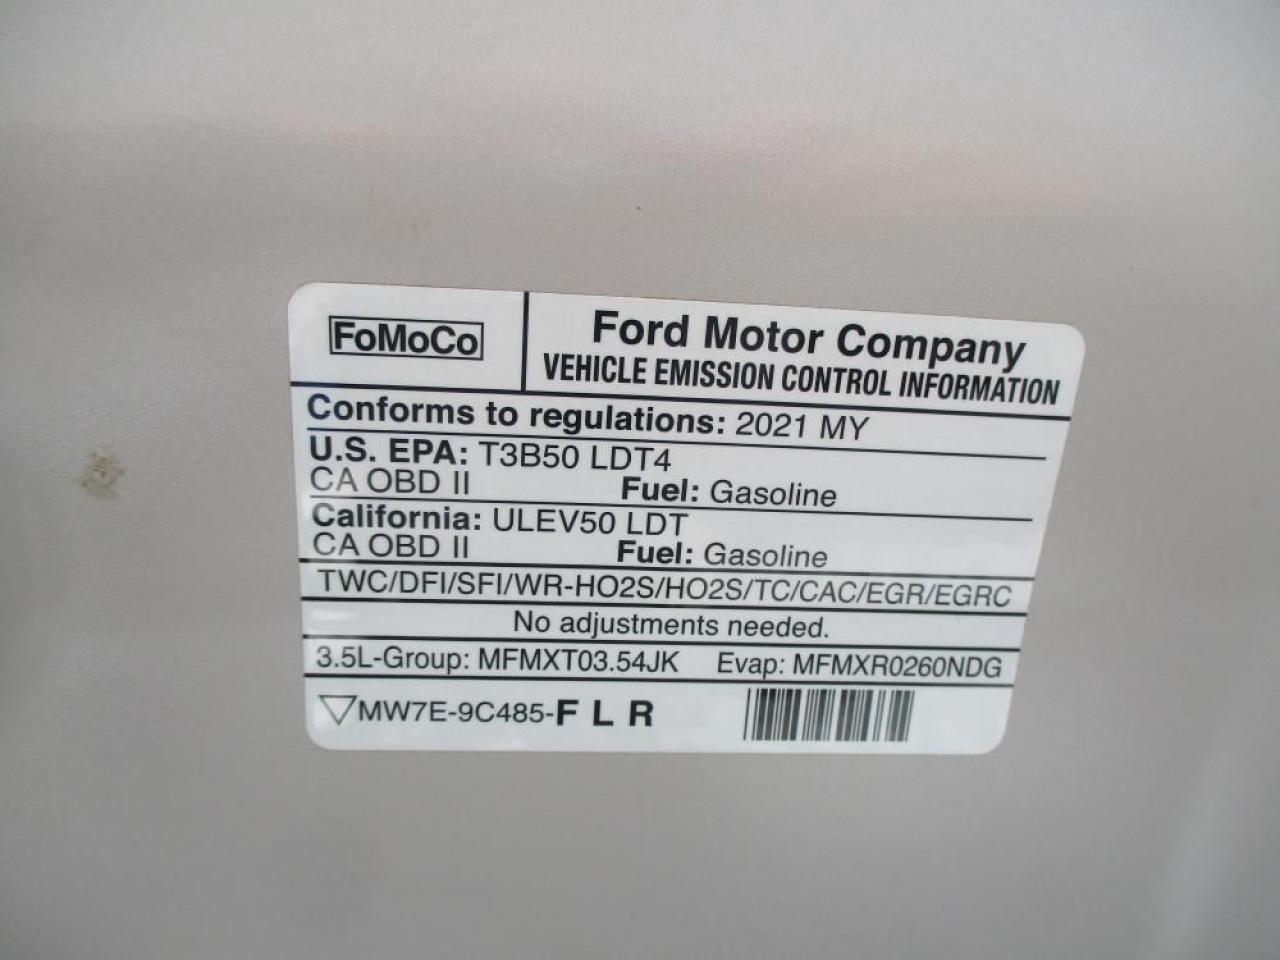 FoMoCo
Ford Motor Company
VEHICLE EMISSION CONTROL INFORMATION
Conforms to regulations: 2021 MY
U.S. EPA: T3B50 LDT4
CA OBD II Fuel: Gasoline
California: ULEV50 LDT
CA OBD II Fuel: Gasoline
TWC/DFI/SFI/WR-HO2S/HO2S/TC/CAC/EGR/EGRC
No adjustments needed.
3.5L-Group: MFMXT03.54JK Evap: MFMXR0260NDG
MW7E-9C485-F L R